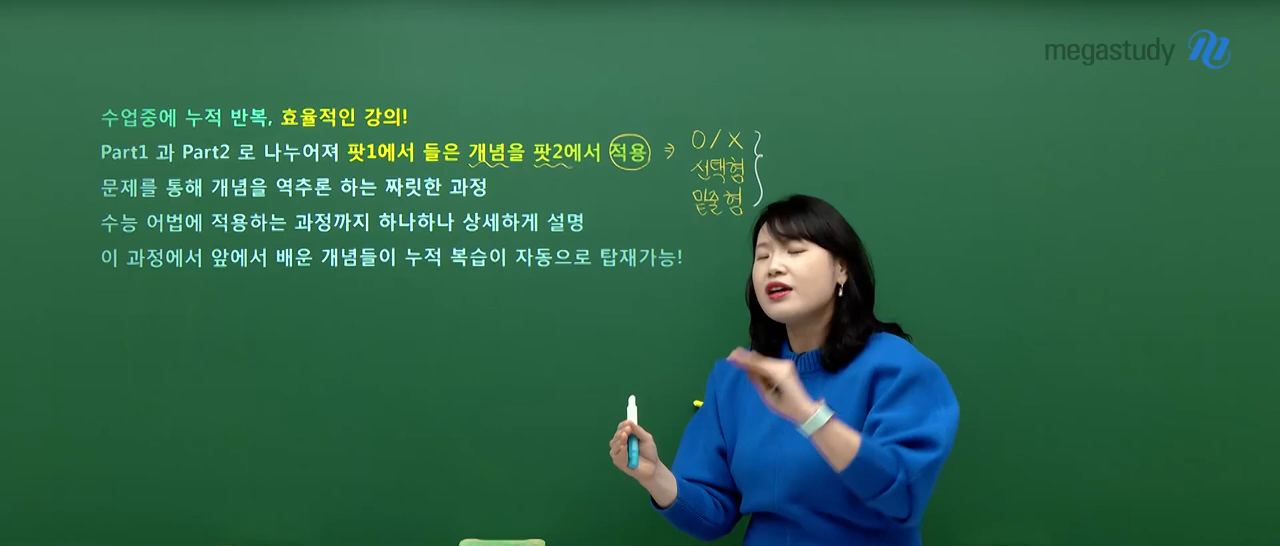 megastudy
수업중에 누적 반복, 효율적인 강의!
Part1 과 Part2 로 나누어져 팟1에서 들은 개념을 팟2에서 적용 ⇒ O / X
선택형
밑줄형
문제를 통해 개념을 역추론 하는 짜릿한 과정
수능 어법에 적용하는 과정까지 하나하나 상세하게 설명
이 과정에서 앞에서 배운 개념들이 누적 복습이 자동으로 탑재가능!